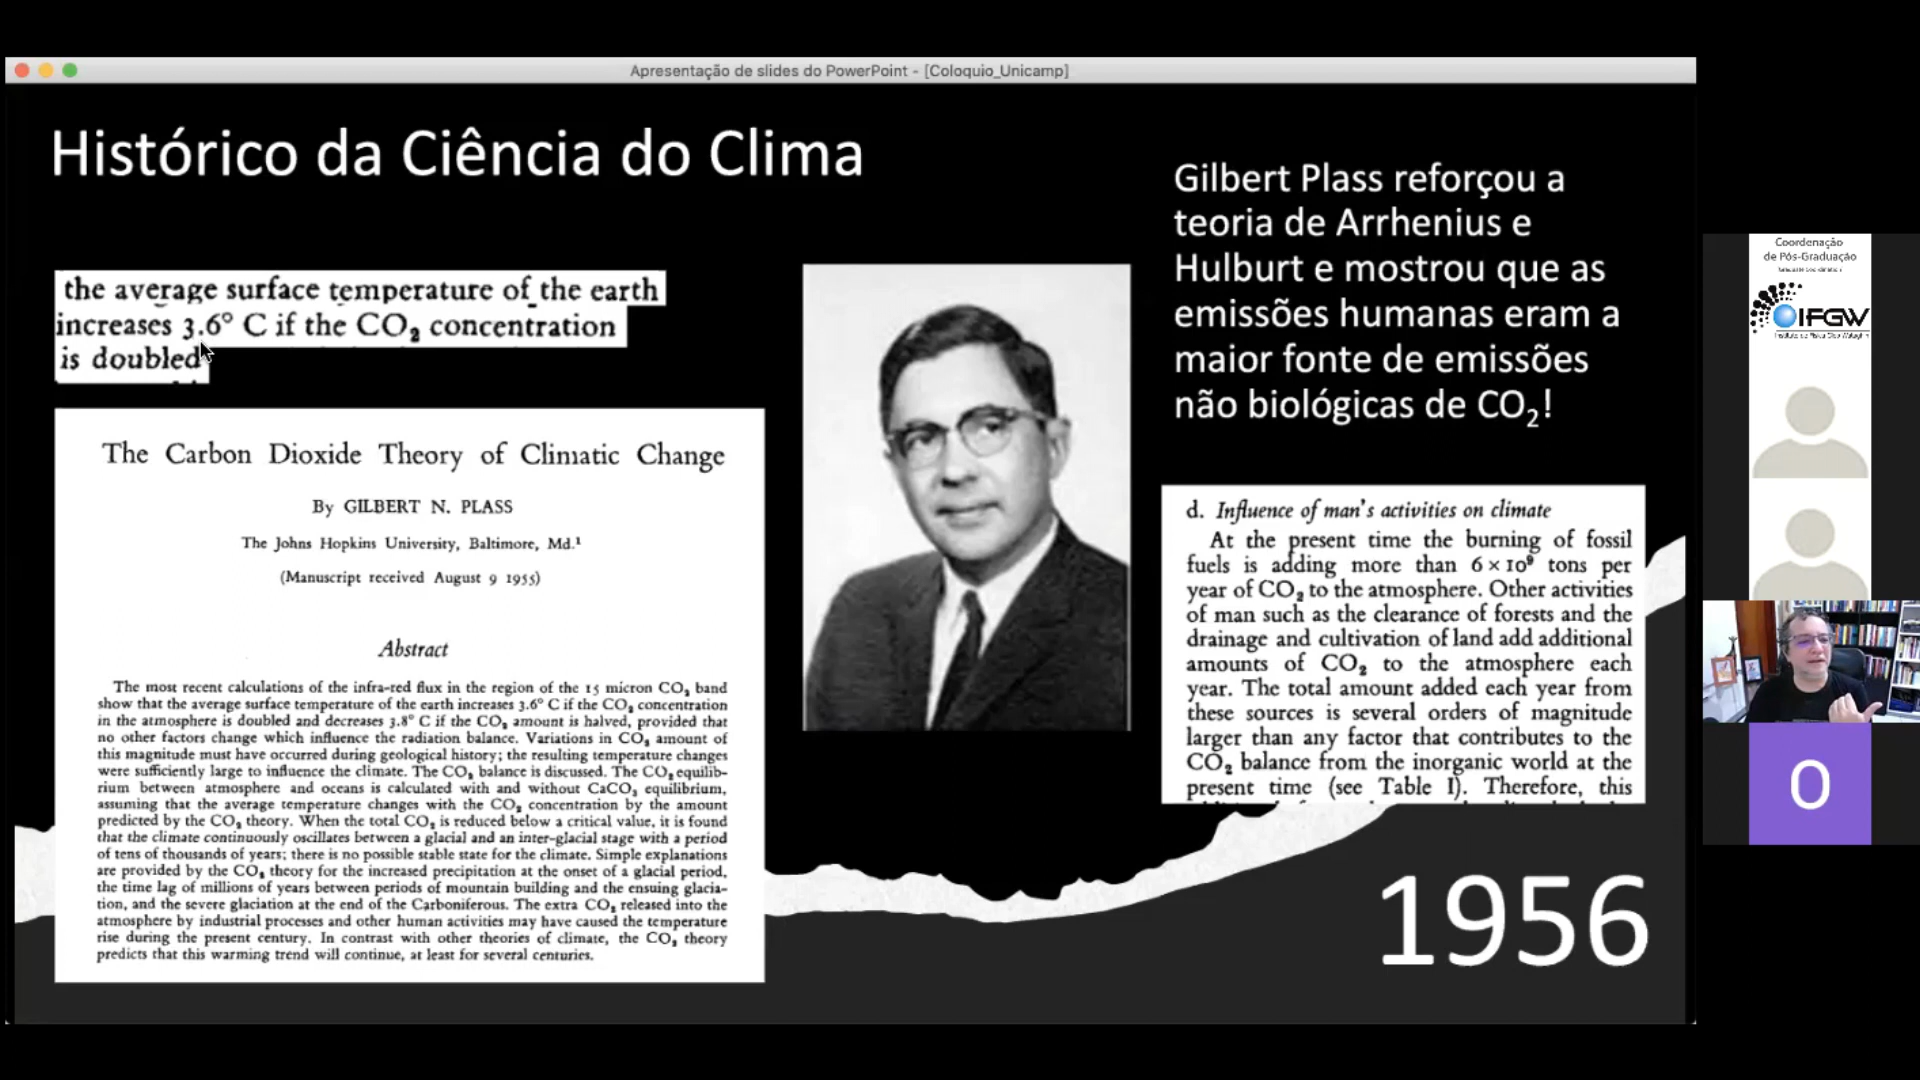 Apresentação de slides do PowerPoint - [Coloquio_Unicamp]
Histórico da Ciência do Clima
the average surface temperature of the earth
increases 3.6° C if the CO₂ concentration
is doubled
The Carbon Dioxide Theory of Climatic Change
By GILBERT N. PLASS
The Johns Hopkins University, Baltimore, Md.¹
(Manuscript received August 9 1955)
Abstract
The most recent calculations of the infra-red flux in the region of the 15 micron CO₂ band
show that the average surface temperature of the earth increases 3.6° C if the CO₂ concentration
in the atmosphere is doubled and decreases 3.8° C if the CO₂ amount is halved, provided that
no other factors change which influence the radiation balance. Variations in CO₂ amount of
this magnitude must have occurred during geological history; the resulting temperature changes
were sufficiently large to influence the climate. The CO₂ balance is discussed. The CO₂ equilib-
rium between atmosphere and oceans is calculated with and without CaCO₃ equilibrium,
assuming that the average temperature changes with the CO₂ concentration by the amount
predicted by the CO₂ theory. When the total CO₂ is reduced below a critical value, it is found
that the climate continuously oscillates between a glacial and an inter-glacial stage with a period
of tens of thousands of years; there is no possible stable state for the climate. Simple explanations
are provided by the CO₂ theory for the increased precipitation at the onset of a glacial period,
the time lag of millions of years between periods of mountain building and the ensuing glacia-
tion, and the severe glaciation at the end of the Carboniferous. The extra CO₂ released into the
atmosphere by industrial processes and other human activities may have caused the temperature
rise during the present century. In contrast with other theories of climate, the CO₂ theory
predicts that this warming trend will continue, at least for several centuries.
Gilbert Plass reforçou a
teoria de Arrhenius e
Hulburt e mostrou que as
emissões humanas eram a
maior fonte de emissões
não biológicas de CO₂!
d. Influence of man's activities on climate
At the present time the burning of fossil
fuels is adding more than 6 × 10⁹ tons per
year of CO₂ to the atmosphere. Other activities
of man such as the clearance of forests and the
drainage and cultivation of land add additional
amounts of CO₂ to the atmosphere each
year. The total amount added each year from
these sources is several orders of magnitude
larger than any factor that contributes to the
CO₂ balance from the inorganic world at the
present time (see Table I). Therefore, this
1956
Coordenação
de Pós-Graduação
IFGW
O